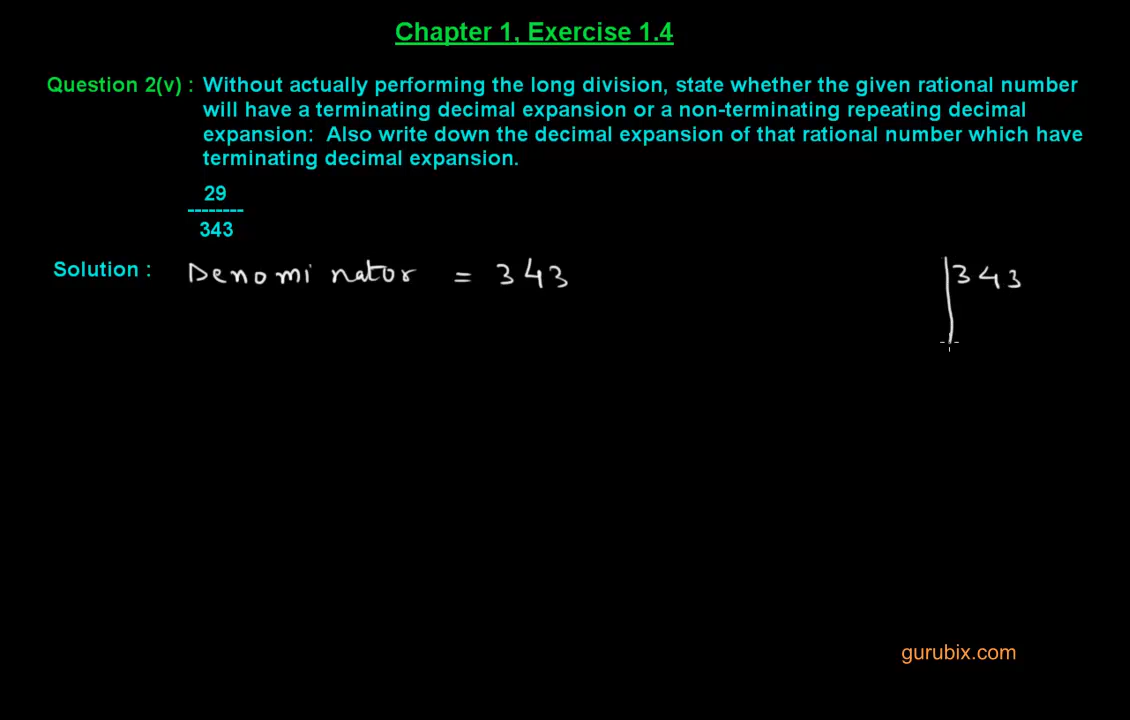 Chapter 1, Exercise 1.4
Question 2(v) : Without actually performing the long division, state whether the given rational number
will have a terminating decimal expansion or a non-terminating repeating decimal
expansion: Also write down the decimal expansion of that rational number which have
terminating decimal expansion.
29
--------
343
Solution : Denominator = 343
343
gurubix.com